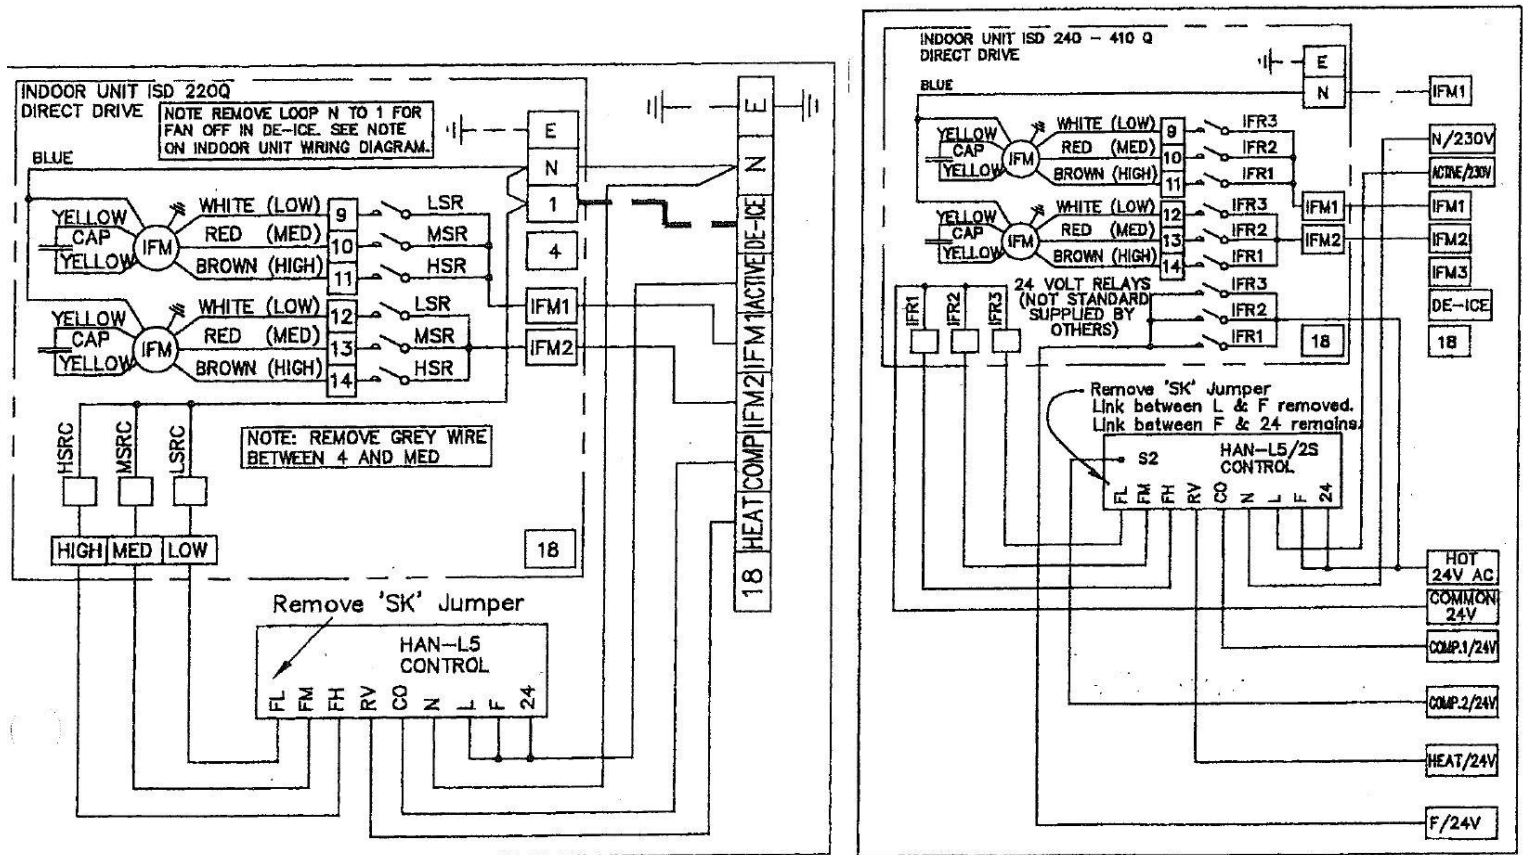 INDOOR UNIT ISD 220Q
DIRECT DRIVE
NOTE REMOVE LOOP N TO 1 FOR
FAN OFF IN DE-ICE. SEE NOTE
ON INDOOR UNIT WIRING DIAGRAM.
BLUE
E
N
1
4
YELLOW
CAP
YELLOW
IFM
WHITE (LOW)
RED (MED)
BROWN (HIGH)
9
10
11
LSR
MSR
HSR
YELLOW
CAP
YELLOW
IFM
WHITE (LOW)
RED (MED)
BROWN (HIGH)
12
13
14
LSR
MSR
HSR
IFM1
IFM2
HSRC
MSRC
LSRC
NOTE: REMOVE GREY WIRE
BETWEEN 4 AND MED
HIGH
MED
LOW
18
E
N
DE-ICE
ACTIVE
IFM1
IFM2
COMP
HEAT
18
Remove 'SK' Jumper
HAN-L5
CONTROL
FL
FM
FH
RV
CO
N
L
F
24
INDOOR UNIT ISD 240 - 410 Q
DIRECT DRIVE
BLUE
E
N
YELLOW
CAP
YELLOW
IFM
WHITE (LOW)
RED (MED)
BROWN (HIGH)
9
10
11
IFR3
IFR2
IFR1
YELLOW
CAP
YELLOW
IFM
WHITE (LOW)
RED (MED)
BROWN (HIGH)
12
13
14
IFR3
IFR2
IFR1
IFM1
IFM2
IFR1
IFR2
IFR3
24 VOLT RELAYS
(NOT STANDARD
SUPPLIED BY
OTHERS)
IFR3
IFR2
IFR1
18
IFM1
N/230V
ACTIVE/230V
IFM1
IFM2
IFM3
DE-ICE
18
Remove 'SK' Jumper
Link between L & F removed.
Link between F & 24 remains.
S2
HAN-L5/2S
CONTROL
FL
FM
FH
RV
CO
N
L
F
24
HOT
24V AC
COMMON
24V
COMP.1/24V
COMP.2/24V
HEAT/24V
F/24V